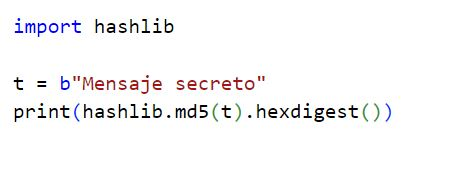 import hashlib
t = b"Mensaje secreto"
print(hashlib.md5(t).hexdigest())